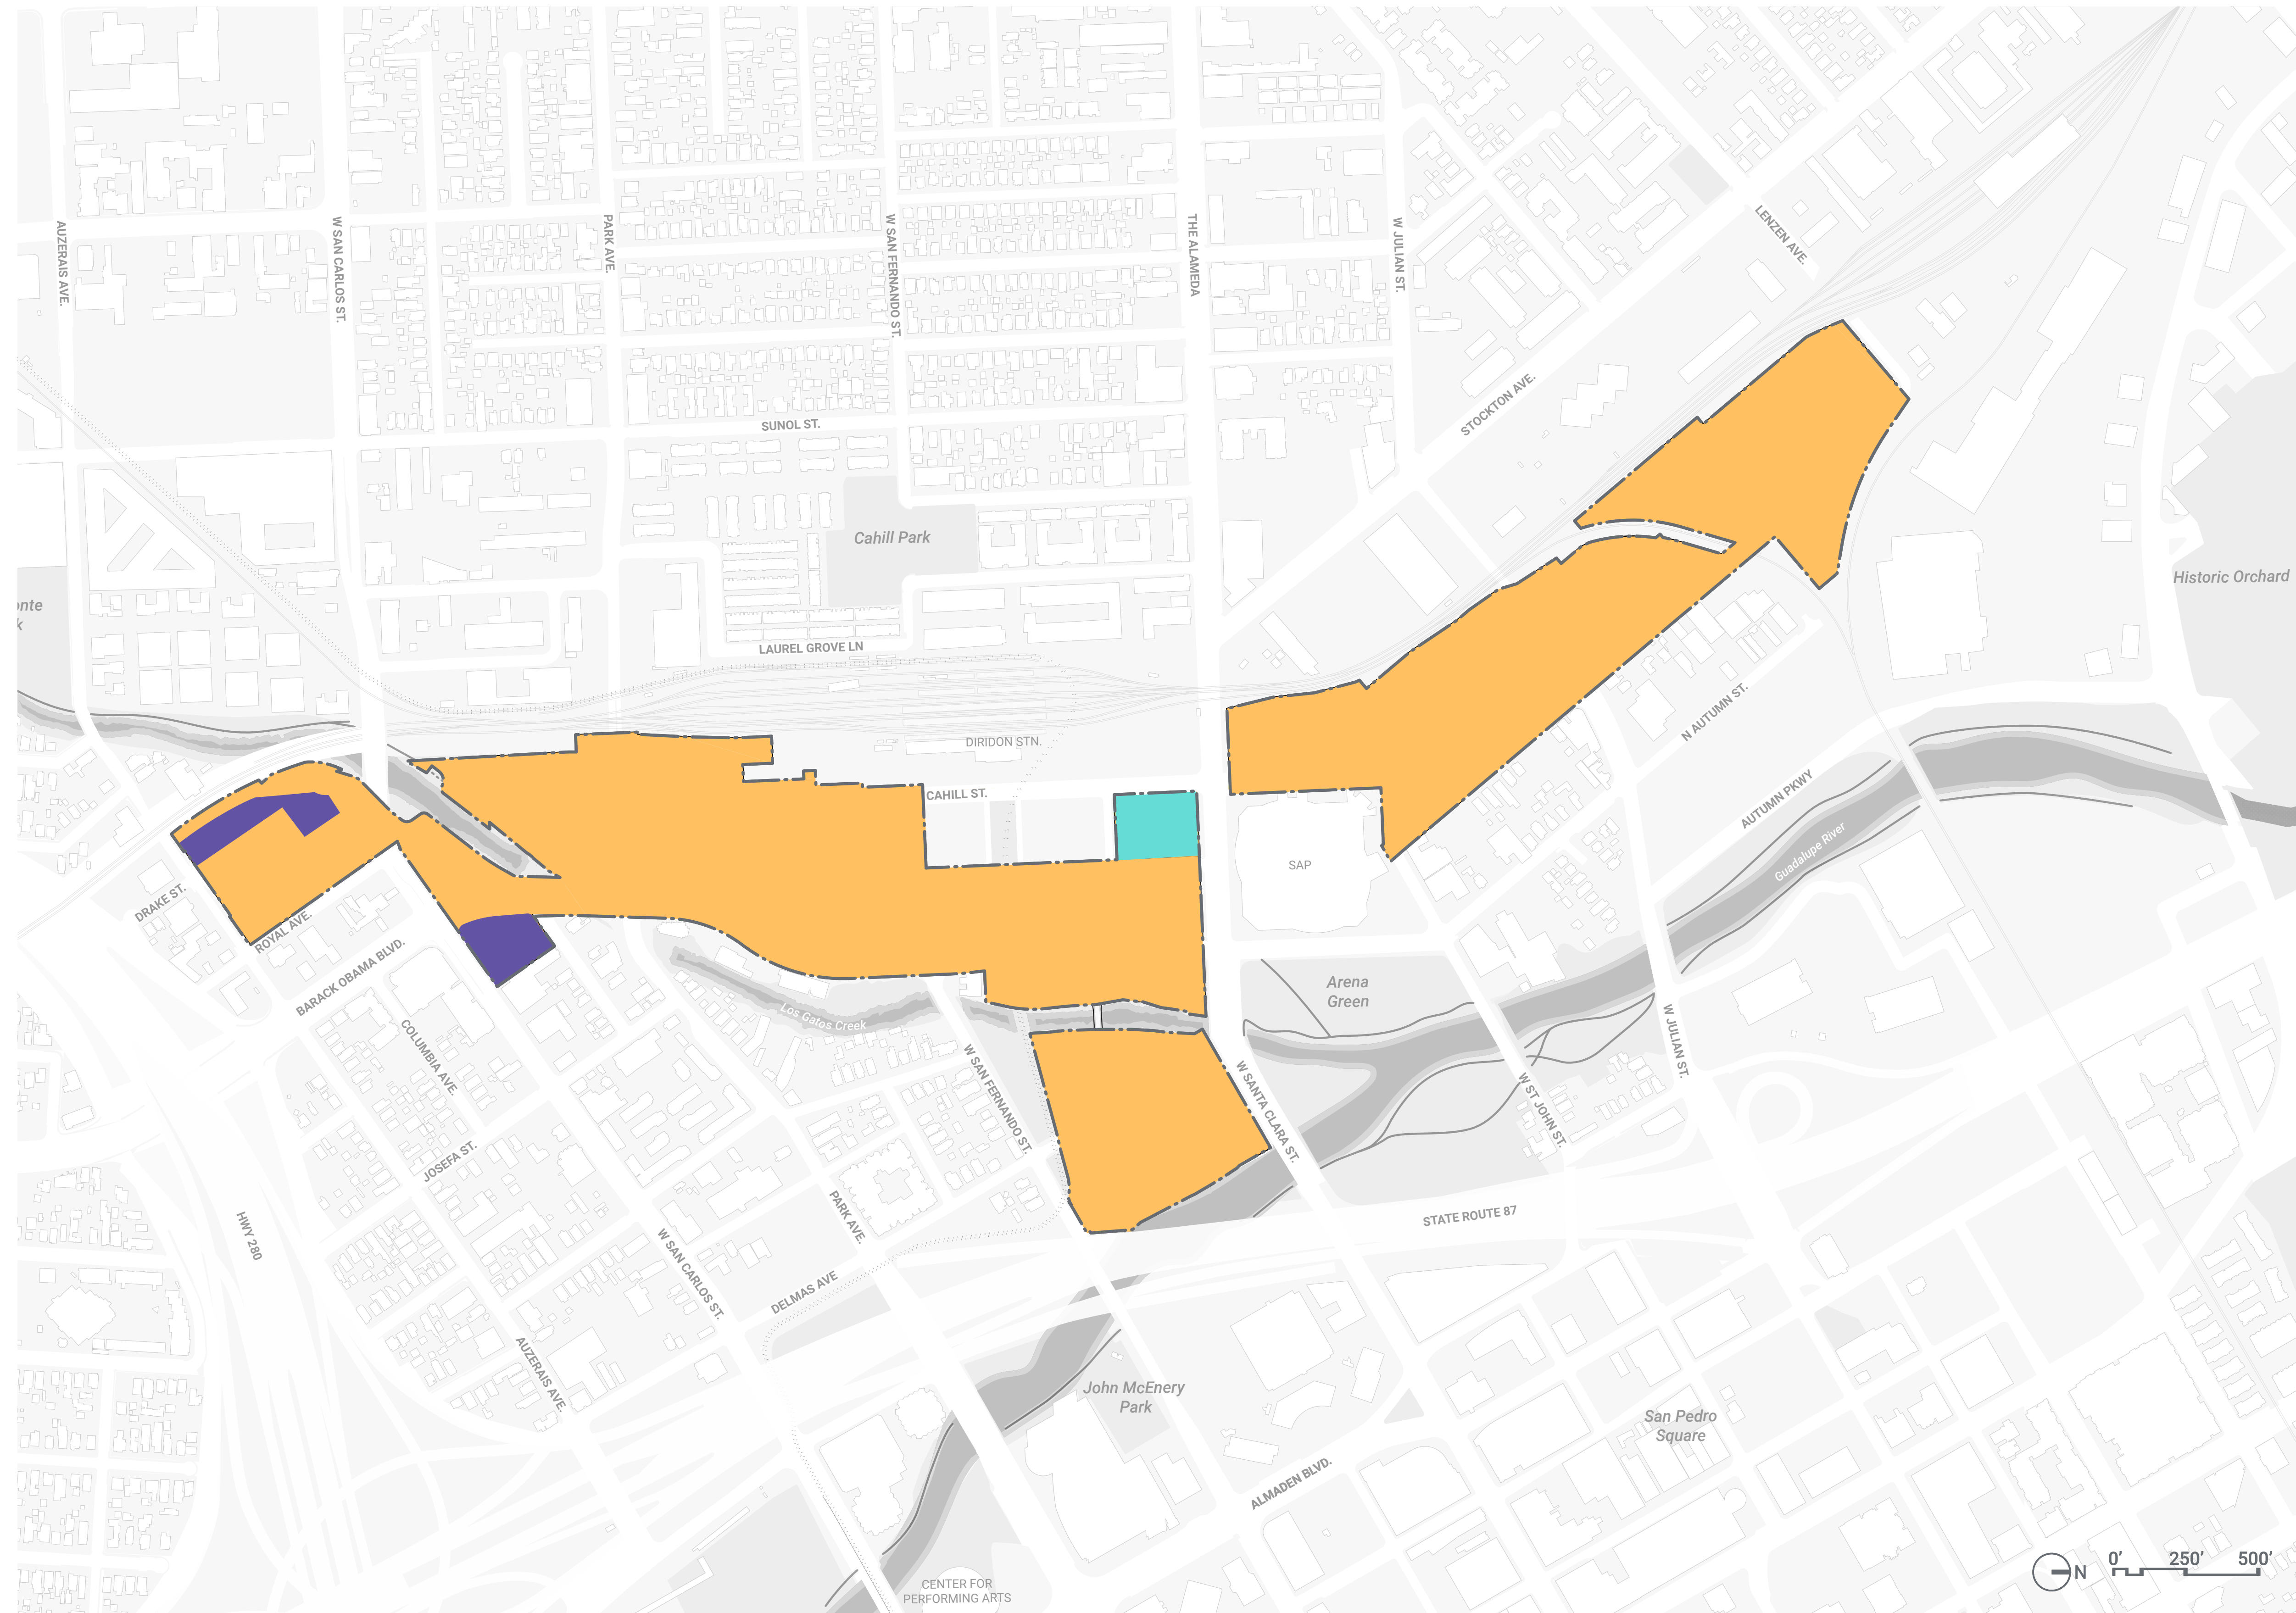 AUZERAIS AVE.
W SAN CARLOS ST.
PARK AVE.
W SAN FERNANDO ST.
THE ALAMEDA
W JULIAN ST.
LENZEN AVE.
STOCKTON AVE.
SUNOL ST.
Cahill Park
Historic Orchard
onte
k
LAUREL GROVE LN
DIRIDON STN.
N AUTUMN ST.
CAHILL ST.
AUTUMN PKWY
Guadalupe River
SAP
DRAKE ST.
ROYAL AVE.
BARACK OBAMA BLVD.
Arena
Green
Los Gatos Creek
COLUMBIA AVE.
W SAN FERNANDO ST.
W SANTA CLARA ST.
W ST JOHN ST.
W JULIAN ST.
JOSEFA ST.
PARK AVE.
STATE ROUTE 87
HWY 280
W SAN CARLOS ST.
DELMAS AVE
AUZERAIS AVE.
John McEnery
Park
San Pedro
Square
ALMADEN BLVD.
CENTER FOR
PERFORMING ARTS
N
0' 250' 500'